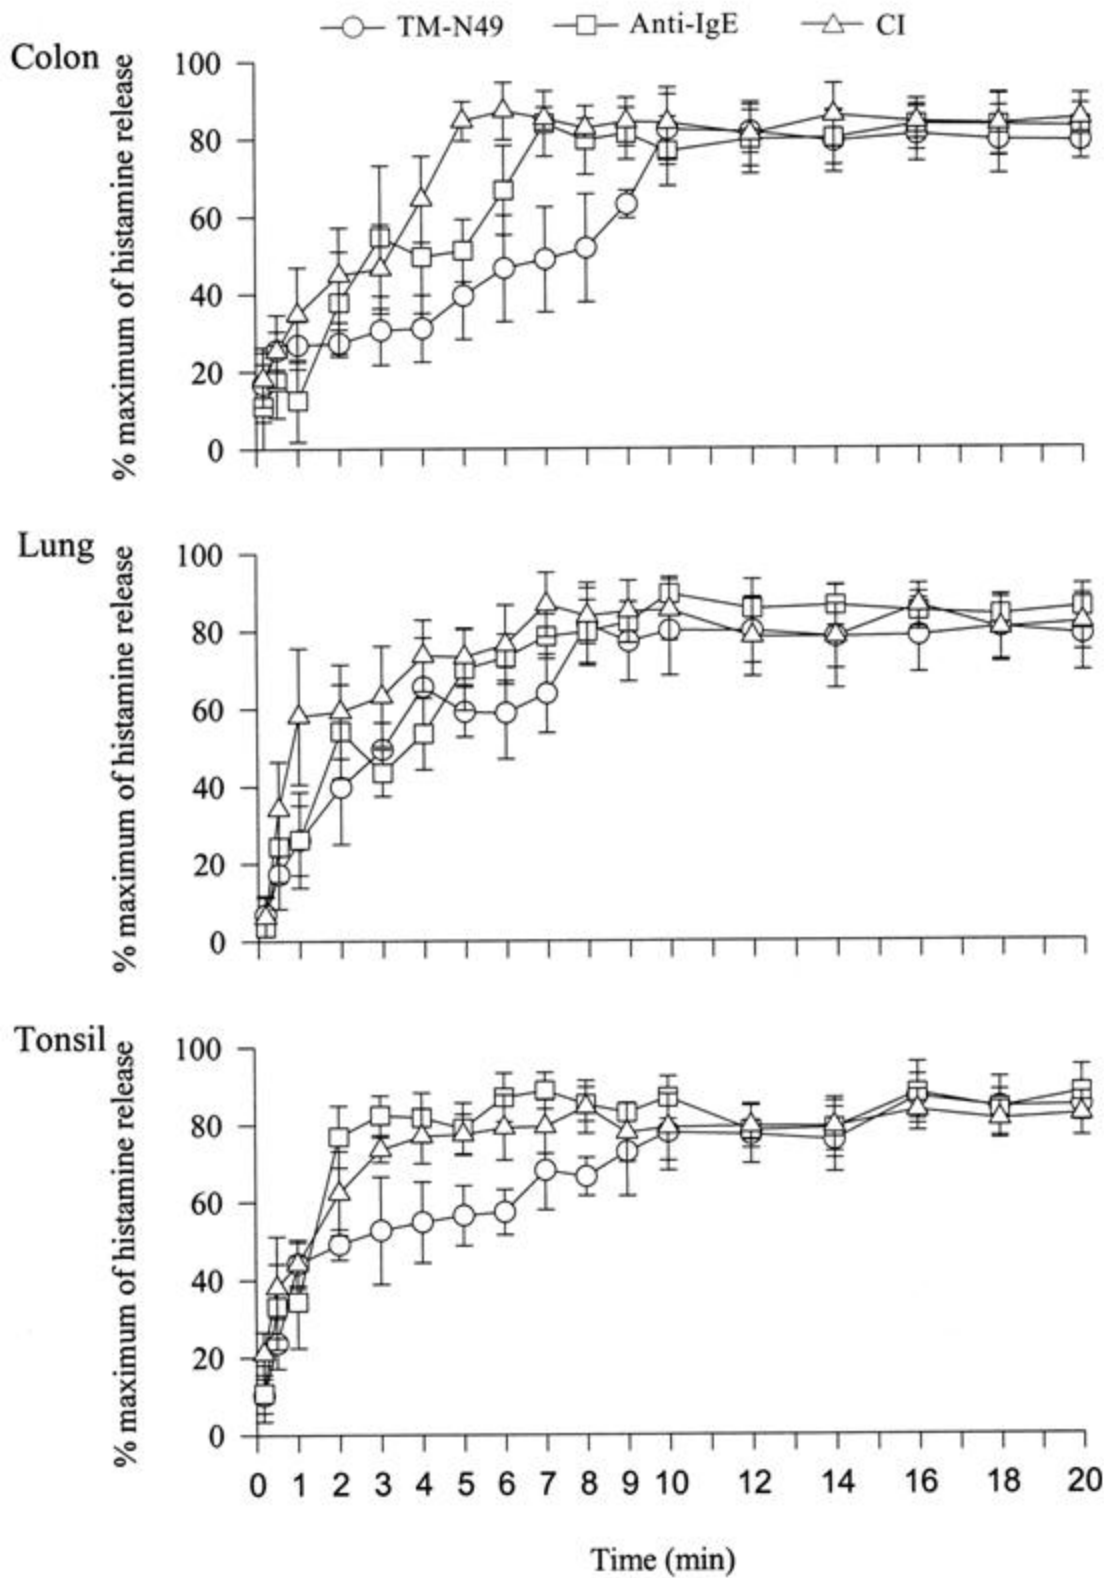 TM-N49 Anti-IgE CI
Colon
% maximum of histamine release
100
80
60
40
20
0
Lung
% maximum of histamine release
100
80
60
40
20
0
Tonsil
% maximum of histamine release
100
80
60
40
20
0
0 1 2 3 4 5 6 7 8 9 10 12 14 16 18 20
Time (min)